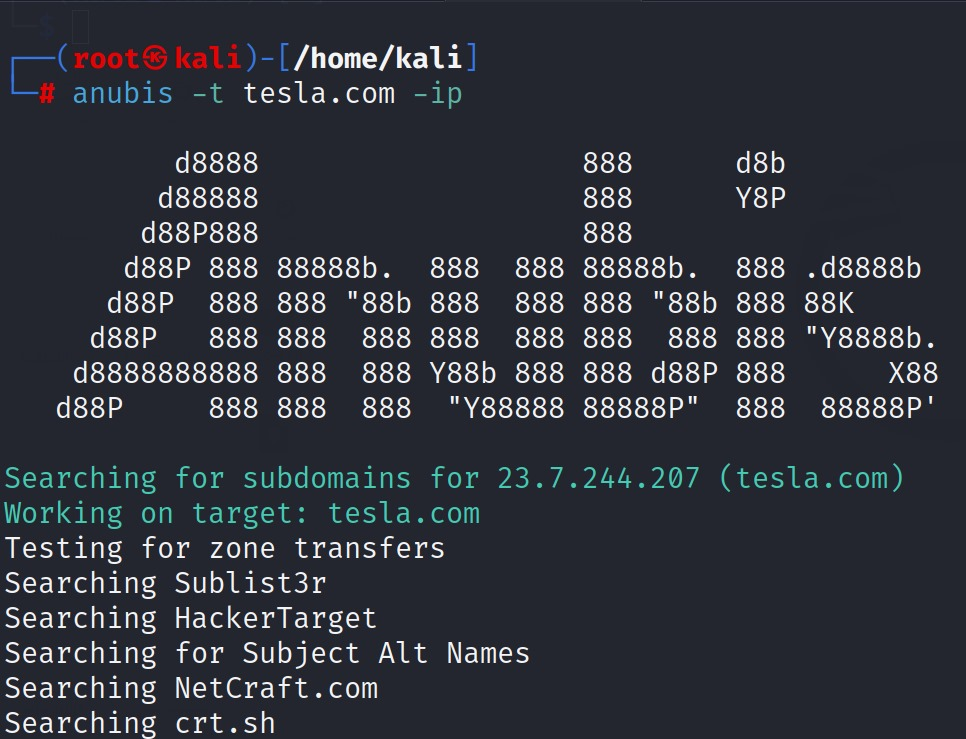 └─$
┌──(root㉿kali)-[/home/kali]
└─# anubis -t tesla.com -ip
          d8888                   888      d8b
         d88888                   888      Y8P
        d88P888                   888
       d88P 888 88888b.  888  888 88888b.  888 .d8888b
      d88P  888 888 "88b 888  888 888 "88b 888 88K
     d88P   888 888  888 888  888 888  888 888 "Y8888b.
    d8888888888 888  888 Y88b 888 888 d88P 888      X88
   d88P     888 888  888  "Y88888 88888P"  888  88888P'
Searching for subdomains for 23.7.244.207 (tesla.com)
Working on target: tesla.com
Testing for zone transfers
Searching Sublist3r
Searching HackerTarget
Searching for Subject Alt Names
Searching NetCraft.com
Searching crt.sh